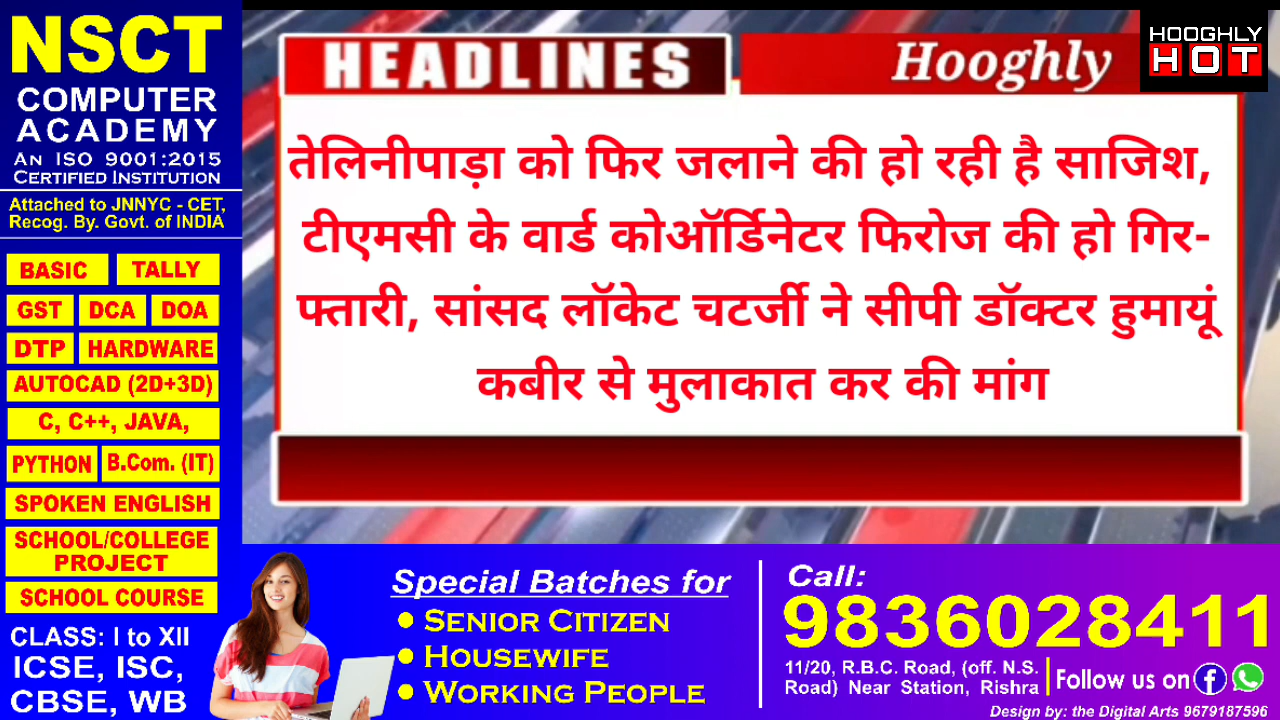 NSCT
COMPUTER
ACADEMY
AN ISO 9001:2015
CERTIFIED INSTITUTION
Attached to JNNYC - CET,
Recog. By. Govt. of INDIA
BASIC TALLY
GST DCA DOA
DTP HARDWARE
AUTOCAD (2D+3D)
C, C++, JAVA,
PYTHON B.Com. (IT)
SPOKEN ENGLISH
SCHOOL/COLLEGE
PROJECT
SCHOOL COURSE
CLASS: I to XII
ICSE, ISC,
CBSE, WB
HEADLINES
Hooghly
HOOGHLY
HOT
तेलिनीपाड़ा को फिर जलाने की हो रही है साजिश,
टीएमसी के वार्ड कोऑर्डिनेटर फिरोज की हो गिर-
फ्तारी, सांसद लॉकेट चटर्जी ने सीपी डॉक्टर हुमायूं
कबीर से मुलाकात कर की मांग
Special Batches for
• SENIOR CITIZEN
• HOUSEWIFE
• WORKING PEOPLE
Call:
9836028411
11/20, R.B.C. Road, (off. N.S.
Road) Near Station, Rishra
Follow us on
Design by: the Digital Arts 9679187596